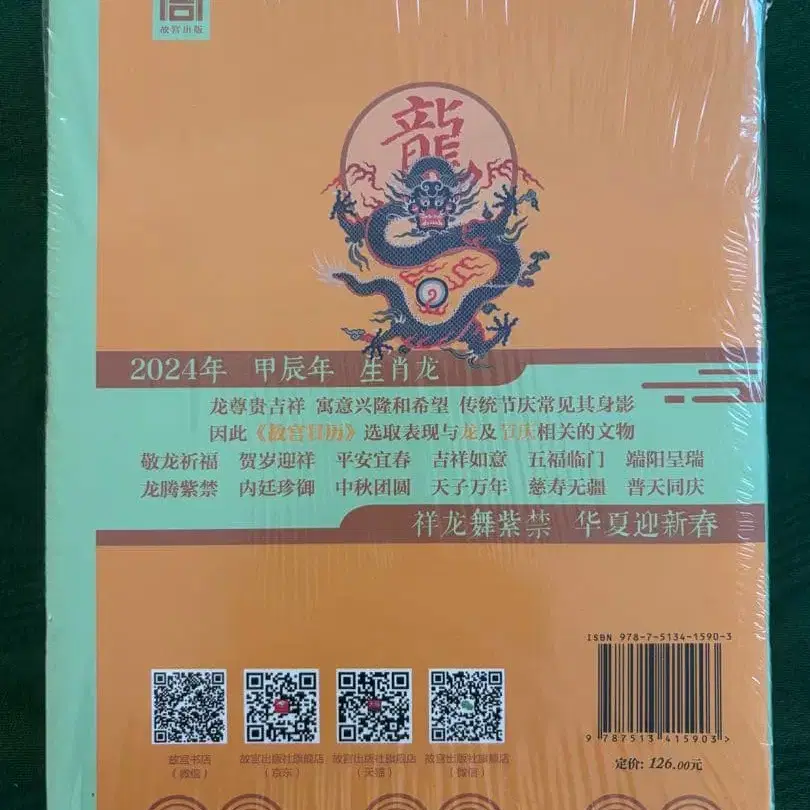 故宫出版
龍
2024年 甲辰年 生肖龙
龙尊贵吉祥 寓意兴隆和希望 传统节庆常见其身影
因此《故宫日历》选取表现与龙及节庆相关的文物
敬龙祈福 贺岁迎祥 平安宜春 吉祥如意 五福临门 端阳呈瑞
龙腾紫禁 内廷珍御 中秋团圆 天子万年 慈寿无疆 普天同庆
祥龙舞紫禁 华夏迎新春
ISBN 978-7-5134-1590-3
9 787513 415903 >
定价: 126.00元
故宫书店 故宫出版社旗舰店 故宫出版社旗舰店 故宫出版社旗舰店
（微信） （京东） （天猫） （微信）